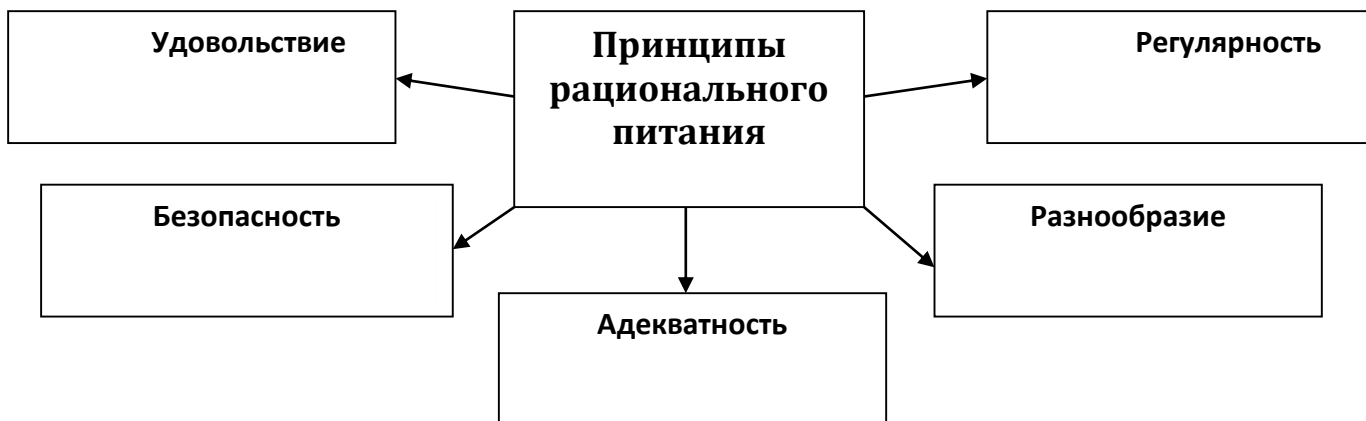 Удовольствие
Принципы
рационального
питания
Регулярность
Безопасность
Разнообразие
Адекватность